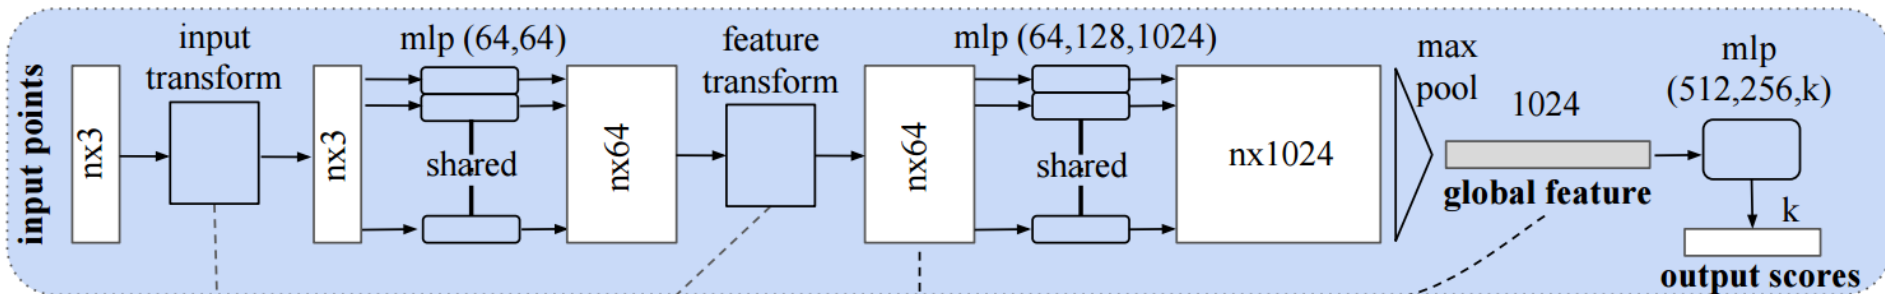 input points
nx3
input
transform
nx3
mlp (64,64)
shared
nx64
feature
transform
nx64
mlp (64,128,1024)
shared
nx1024
max
pool
1024
global feature
mlp
(512,256,k)
k
output scores